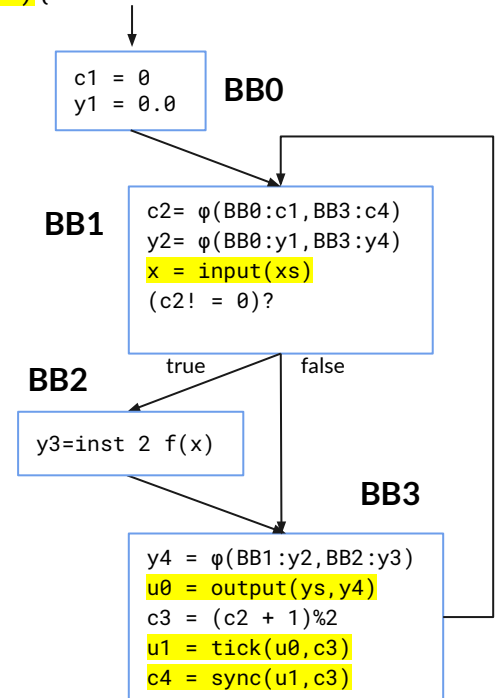 ) {
c1 = 0
y1 = 0.0
BB0
BB1
c2= φ(BB0:c1,BB3:c4)
y2= φ(BB0:y1,BB3:y4)
x = input(xs)
(c2! = 0)?
true
false
BB2
y3=inst 2 f(x)
BB3
y4 = φ(BB1:y2,BB2:y3)
u0 = output(ys,y4)
c3 = (c2 + 1)%2
u1 = tick(u0,c3)
c4 = sync(u1,c3)